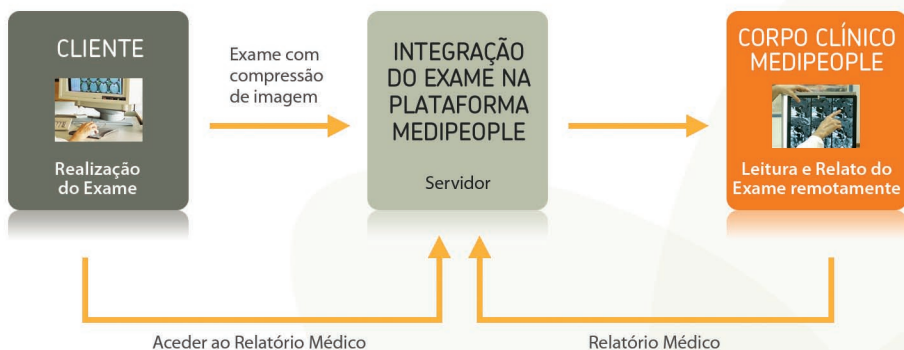 CLIENTE
Realização
do Exame
Exame com
compressão
de imagem
INTEGRAÇÃO
DO EXAME NA
PLATAFORMA
MEDIPEOPLE
Servidor
CORPO CLÍNICO
MEDIPEOPLE
Leitura e Relato do
Exame remotamente
Aceder ao Relatório Médico
Relatório Médico